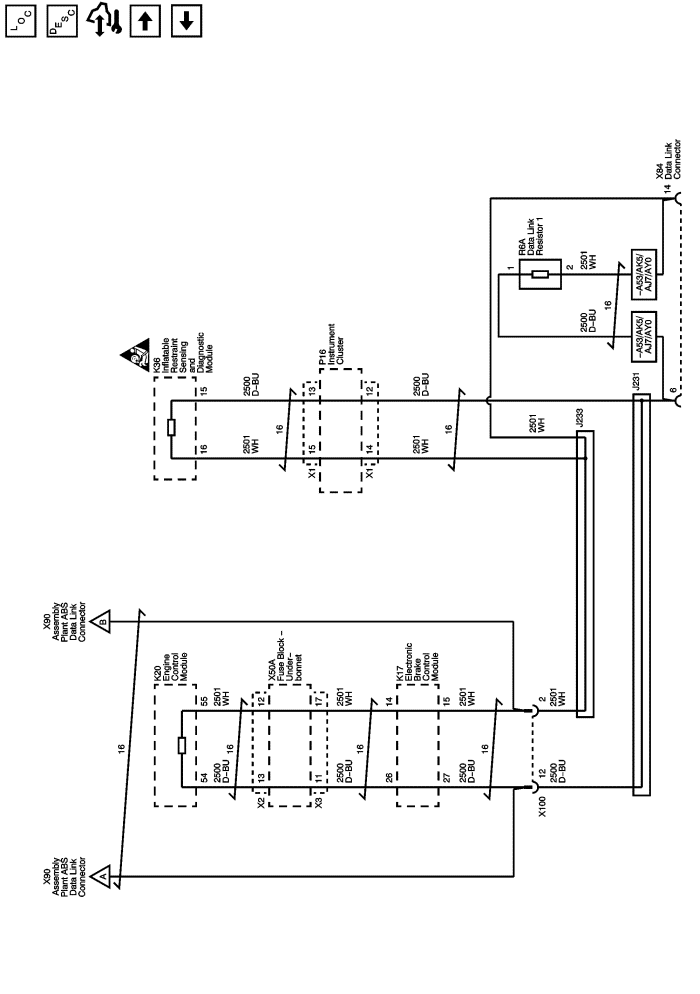 LOC
DESC
X84
Data Link
Connector
14
R6A
Data Link
Resistor 1
1
2
2501
WH
2500
D-BU
16
-A53/AK5/
AJ7/AY0
-A53/AK5/
AJ7/AY0
6
J231
J233
2501
WH
K36
Inflatable
Restraint
Sensing
and
Diagnostic
Module
15
16
2500
D-BU
2501
WH
16
P16
Instrument
Cluster
13
15
X1
12
14
X1
2500
D-BU
2501
WH
16
X90
Assembly
Plant ABS
Data Link
Connector
B
16
K20
Engine
Control
Module
55
54
2501
WH
2500
D-BU
16
X50A
Fuse Block -
Under-
bonnet
12
13
X2
17
11
X3
2501
WH
2500
D-BU
16
K17
Electronic
Brake
Control
Module
14
26
15
27
2501
WH
2500
D-BU
16
2
12
X100
2501
WH
2500
D-BU
X90
Assembly
Plant ABS
Data Link
Connector
A